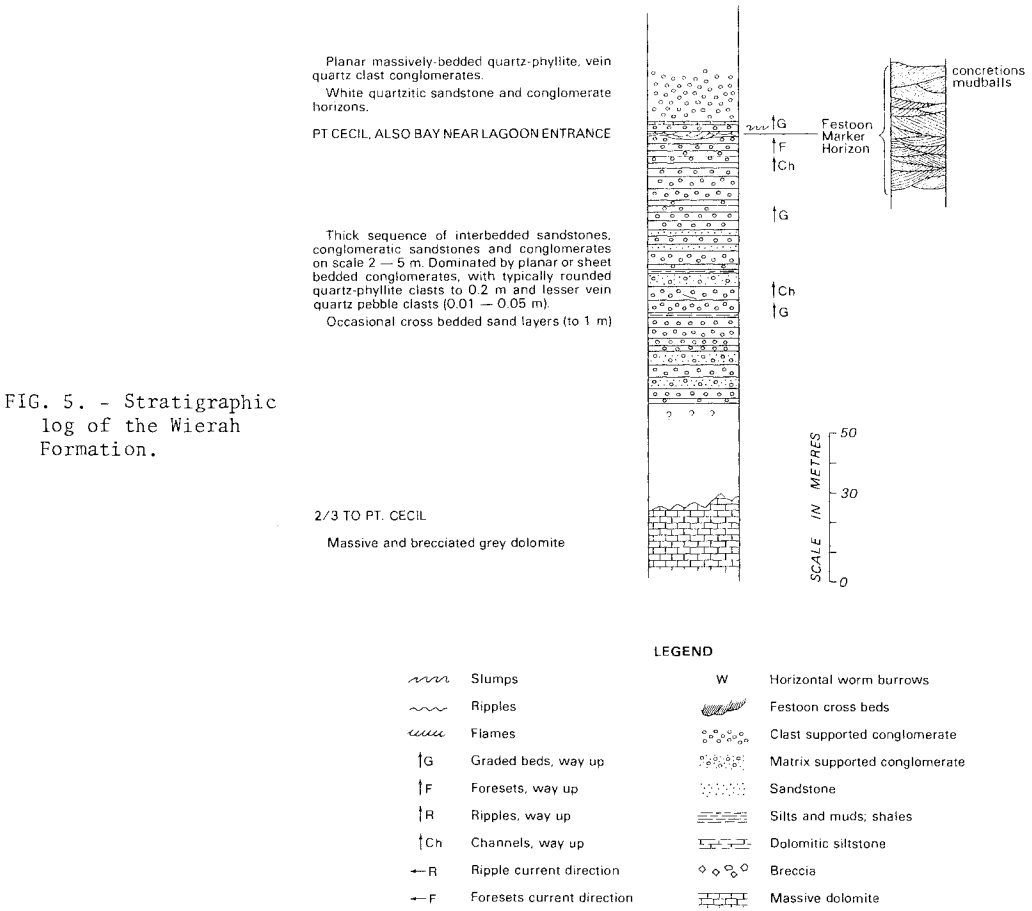 Planar massively-bedded quartz-phyllite, vein
quartz clast conglomerates.
White quartzitic sandstone and conglomerate
horizons.
PT CECIL, ALSO BAY NEAR LAGOON ENTRANCE
Thick sequence of interbedded sandstones,
conglomeratic sandstones and conglomerates
on scale 2 — 5 m. Dominated by planar or sheet
bedded conglomerates, with typically rounded
quartz-phyllite clasts to 0.2 m and lesser vein
quartz pebble clasts (0.01 — 0.05 m).
Occasional cross bedded sand layers (to 1 m)
2/3 TO PT. CECIL
Massive and brecciated grey dolomite
G
F
Ch
G
Ch
G
? ? ?
Festoon
Marker
Horizon
concretions
mudballs
SCALE IN METRES
50
30
0
FIG. 5. - Stratigraphic
log of the Wierah
Formation.
LEGEND
Slumps
Ripples
Flames
↑G Graded beds, way up
↑F Foresets, way up
↑R Ripples, way up
↑Ch Channels, way up
←R Ripple current direction
←F Foresets current direction
W Horizontal worm burrows
Festoon cross beds
Clast supported conglomerate
Matrix supported conglomerate
Sandstone
Silts and muds; shales
Dolomitic siltstone
Breccia
Massive dolomite